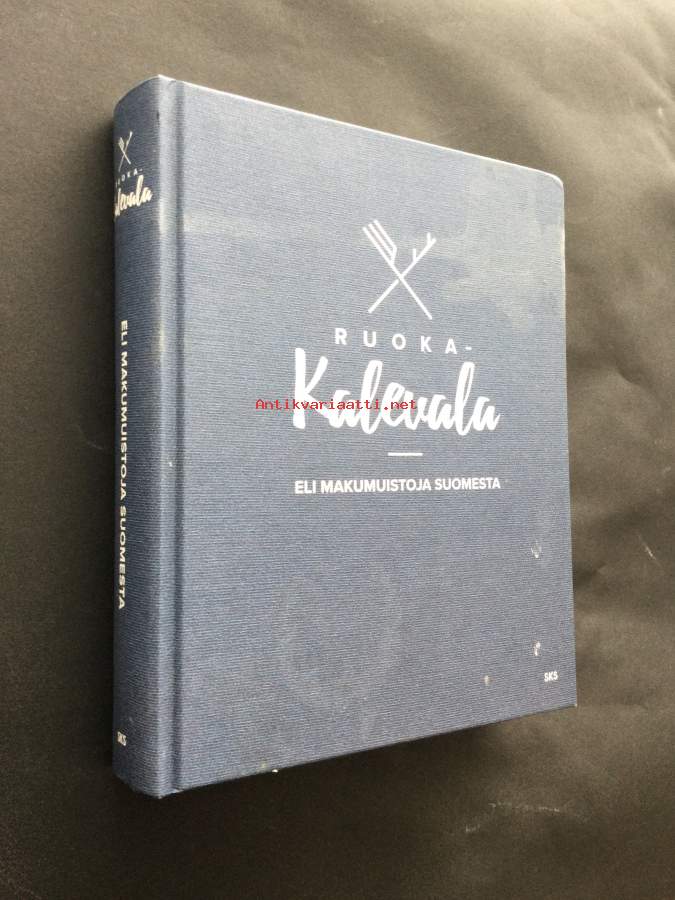 RUOKA-
Kalevala
ELI MAKUMUISTOJA SUOMESTA
SKS
RUOKA-
Kalevala
ELI MAKUMUISTOJA SUOMESTA
SKS
Antikvariaatti.net